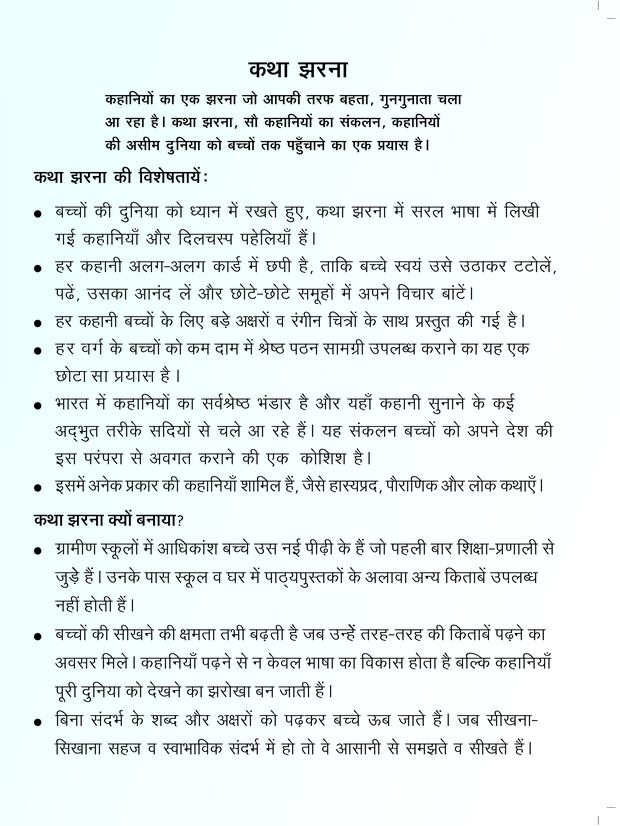 कथा झरना
कहानियों का एक झरना जो आपकी तरफ बहता, गुनगुनाता चला
आ रहा है। कथा झरना, सौ कहानियों का संकलन, कहानियों
की असीम दुनिया को बच्चों तक पहुँचाने का एक प्रयास है।
कथा झरना की विशेषतायें:
• बच्चों की दुनिया को ध्यान में रखते हुए, कथा झरना में सरल भाषा में लिखी
गई कहानियाँ और दिलचस्प पहेलियाँ हैं।
• हर कहानी अलग-अलग कार्ड में छपी है, ताकि बच्चे स्वयं उसे उठाकर टटोलें,
पढें, उसका आनंद लें और छोटे-छोटे समूहों में अपने विचार बांटें।
• हर कहानी बच्चों के लिए बड़े अक्षरों व रंगीन चित्रों के साथ प्रस्तुत की गई है।
• हर वर्ग के बच्चों को कम दाम में श्रेष्ठ पठन सामग्री उपलब्ध कराने का यह एक
छोटा सा प्रयास है।
• भारत में कहानियों का सर्वश्रेष्ठ भंडार है और यहाँ कहानी सुनाने के कई
अद्‌भुत तरीके सदियों से चले आ रहे हैं। यह संकलन बच्चों को अपने देश की
इस परंपरा से अवगत कराने की एक कोशिश है।
• इसमें अनेक प्रकार की कहानियाँ शामिल हैं, जैसे हास्यप्रद, पौराणिक और लोक कथाएँ।
कथा झरना क्यों बनाया?
• ग्रामीण स्कूलों में आधिकांश बच्चे उस नई पीढ़ी के हैं जो पहली बार शिक्षा-प्रणाली से
जुड़े हैं। उनके पास स्कूल व घर में पाठ्‌यपुस्तकों के अलावा अन्य किताबें उपलब्ध
नहीं होती हैं।
• बच्चों की सीखने की क्षमता तभी बढ़ती है जब उन्हें तरह-तरह की किताबें पढ़ने का
अवसर मिले। कहानियाँ पढ़ने से न केवल भाषा का विकास होता है बल्कि कहानियाँ
पूरी दुनिया को देखने का झरोखा बन जाती हैं।
• बिना संदर्भ के शब्द और अक्षरों को पढ़कर बच्चे ऊब जाते हैं। जब सीखना-
सिखाना सहज व स्वाभाविक संदर्भ में हो तो वे आसानी से समझते व सीखते हैं।